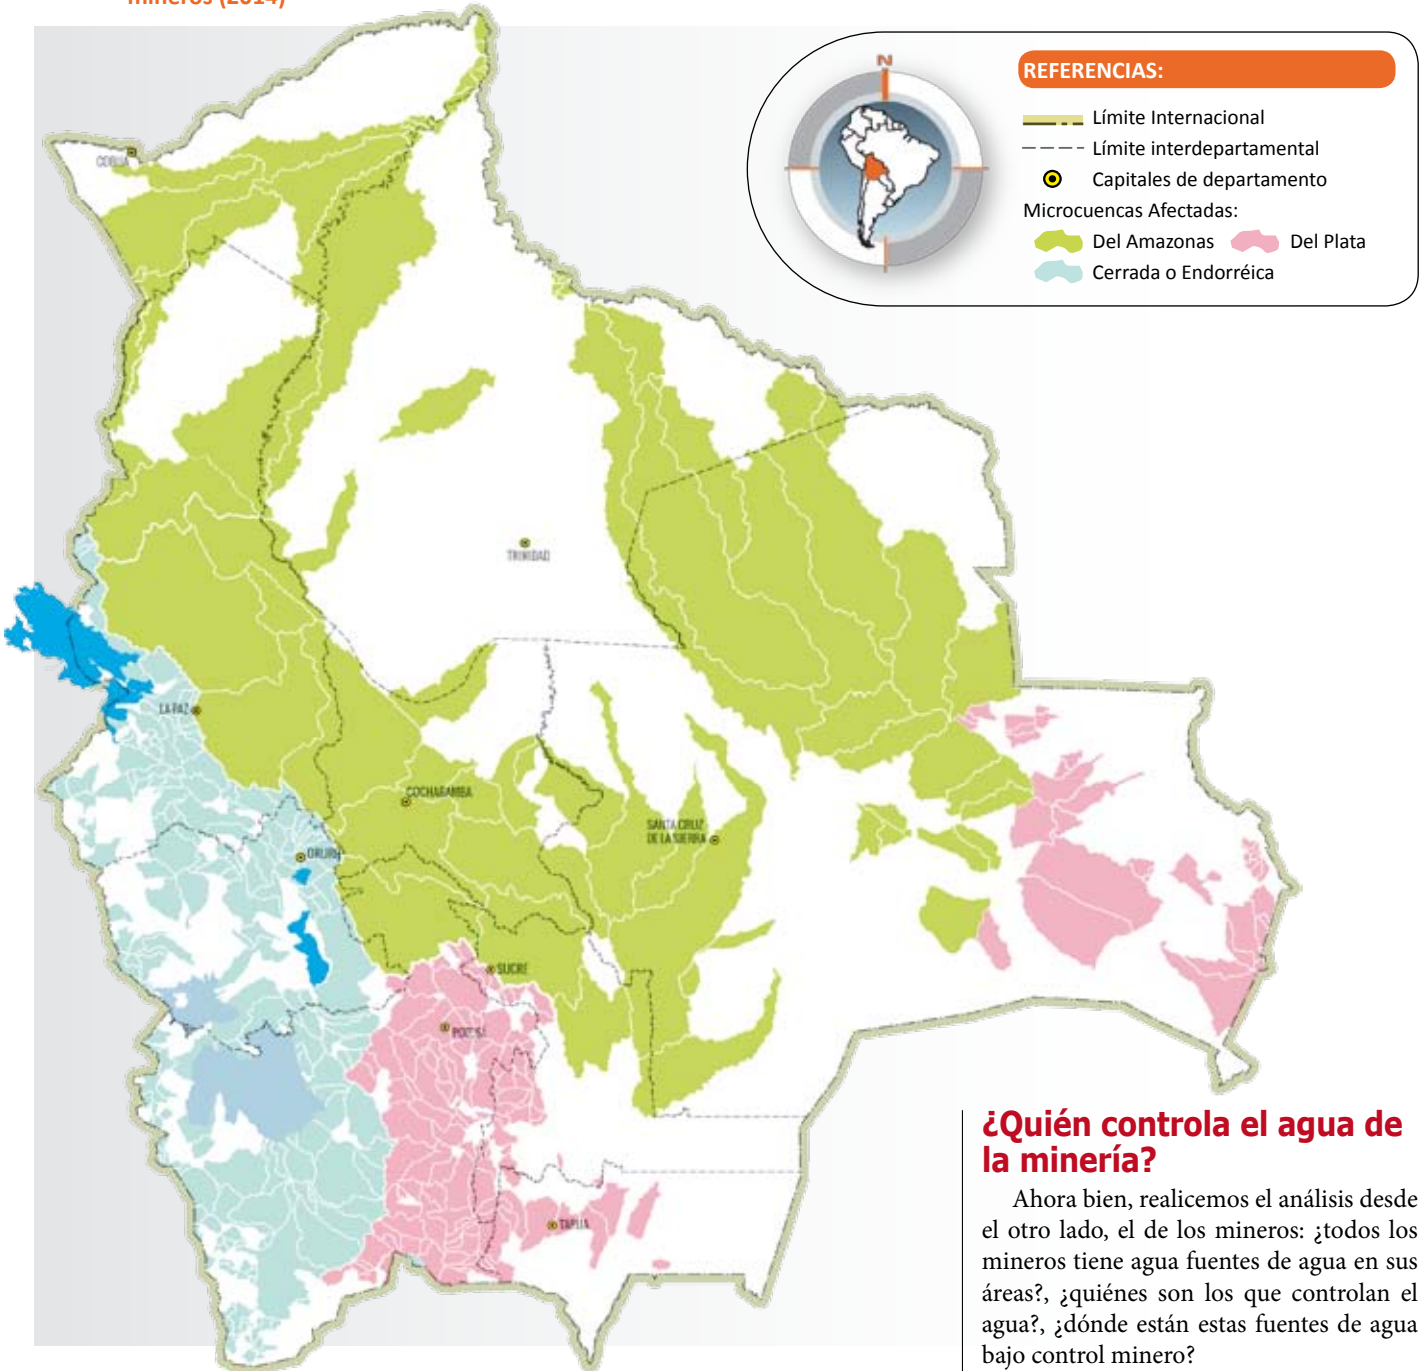 mineros (2014)
N
REFERENCIAS:
Límite Internacional
Límite interdepartamental
Capitales de departamento
Microcuencas Afectadas:
Del Amazonas
Del Plata
Cerrada o Endorréica
COBIJA
TRINIDAD
LA PAZ
COCHABAMBA
SANTA CRUZ
DE LA SIERRA
ORURO
SUCRE
POTOSI
TARIJA
¿Quién controla el agua de
la minería?
Ahora bien, realicemos el análisis desde
el otro lado, el de los mineros: ¿todos los
mineros tiene agua fuentes de agua en sus
áreas?, ¿quiénes son los que controlan el
agua?, ¿dónde están estas fuentes de agua
bajo control minero?